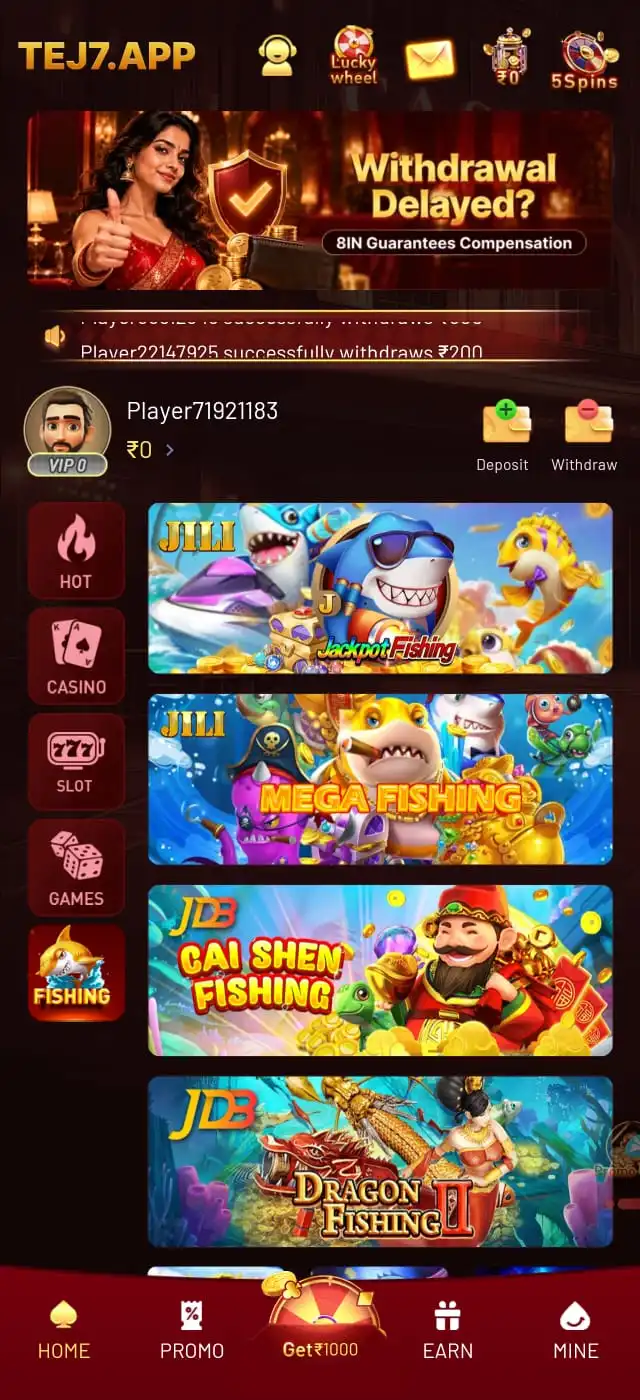 TEJ7.APP
Lucky
wheel
₹0
5Spins
Withdrawal
Delayed?
8IN Guarantees Compensation
Player22147925 successfully withdraws ₹200
Player71921183
₹0
VIP 0
Deposit
Withdraw
HOT
CASINO
777
SLOT
GAMES
FISHING
JILI
J
Jackpot Fishing
JILI
MEGA FISHING
JDB
CAI SHEN
FISHING
JDB
DRAGON
FISHING II
HOME
PROMO
Get₹1000
EARN
MINE